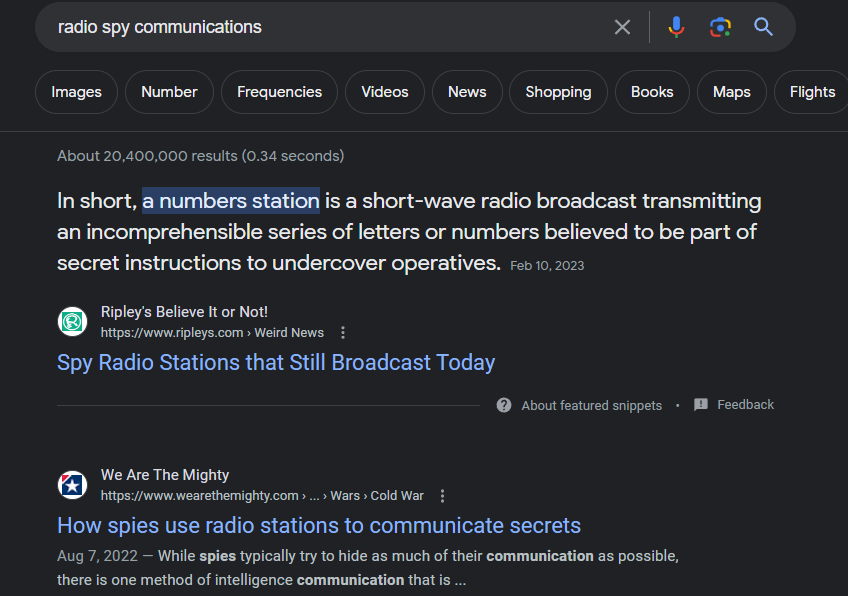 radio spy communications
Images Number Frequencies Videos News Shopping Books Maps Flights
About 20,400,000 results (0.34 seconds)
In short, a numbers station is a short-wave radio broadcast transmitting
an incomprehensible series of letters or numbers believed to be part of
secret instructions to undercover operatives. Feb 10, 2023
Ripley's Believe It or Not!
https://www.ripleys.com › Weird News
Spy Radio Stations that Still Broadcast Today
About featured snippets • Feedback
We Are The Mighty
https://www.wearethemighty.com › ... › Wars › Cold War
How spies use radio stations to communicate secrets
Aug 7, 2022 — While spies typically try to hide as much of their communication as possible,
there is one method of intelligence communication that is ...